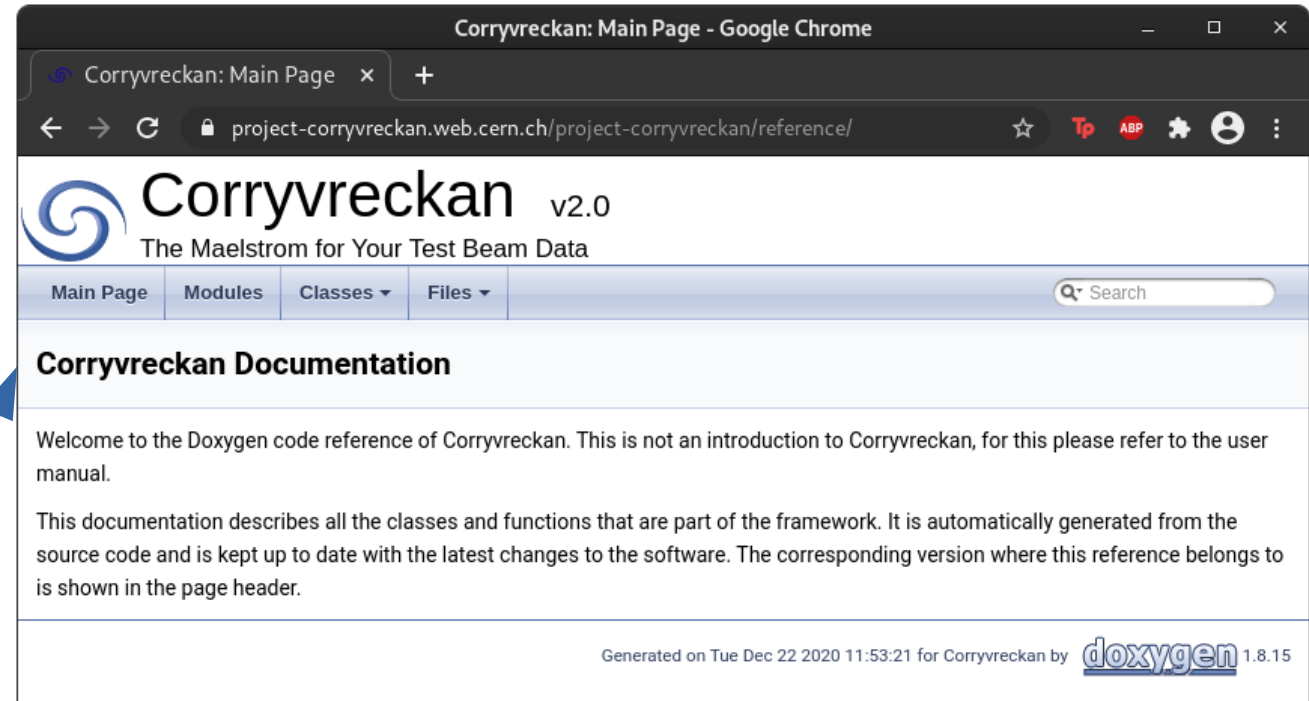 Corryvreckan: Main Page - Google Chrome
Corryvreckan: Main Page
project-corryvreckan.web.cern.ch/project-corryvreckan/reference/
Tp
ABP
Corryvreckan v2.0
The Maelstrom for Your Test Beam Data
Main Page Modules Classes Files Search
Corryvreckan Documentation
Welcome to the Doxygen code reference of Corryvreckan. This is not an introduction to Corryvreckan, for this please refer to the user
manual.
This documentation describes all the classes and functions that are part of the framework. It is automatically generated from the
source code and is kept up to date with the latest changes to the software. The corresponding version where this reference belongs to
is shown in the page header.
Generated on Tue Dec 22 2020 11:53:21 for Corryvreckan by doxygen 1.8.15